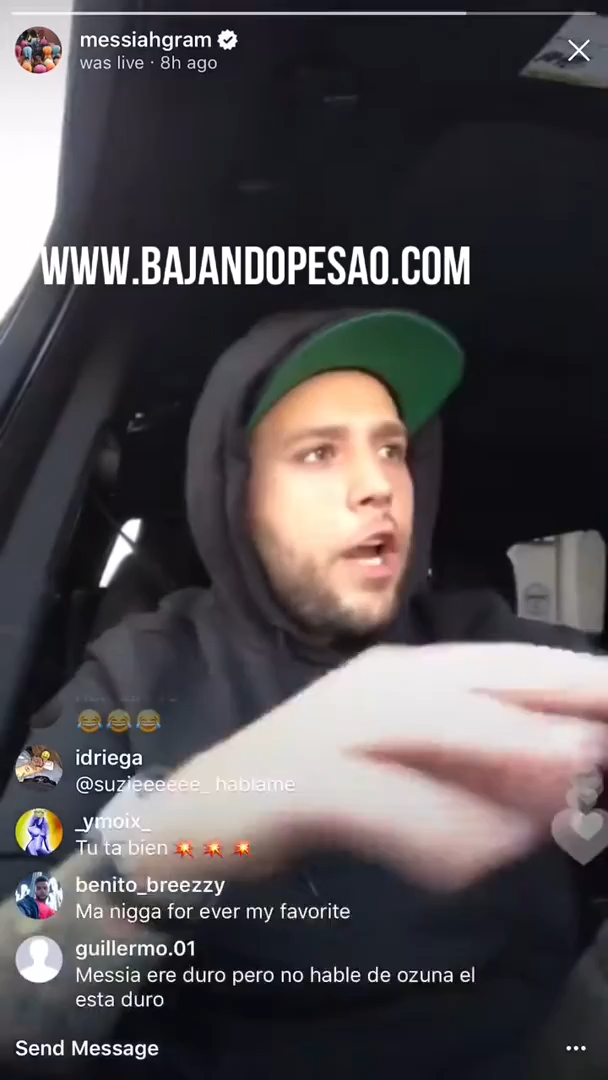 messiahgram
was live · 8h ago
WWW.BAJANDOPESAO.COM
😂😂😂
idriega
@suzieeeeee_ hablame
_ymoix_
Tu ta bien 💥 💥 💥
benito_breezzy
Ma nigga for ever my favorite
guillermo.01
Messia ere duro pero no hable de ozuna el
esta duro
Send Message